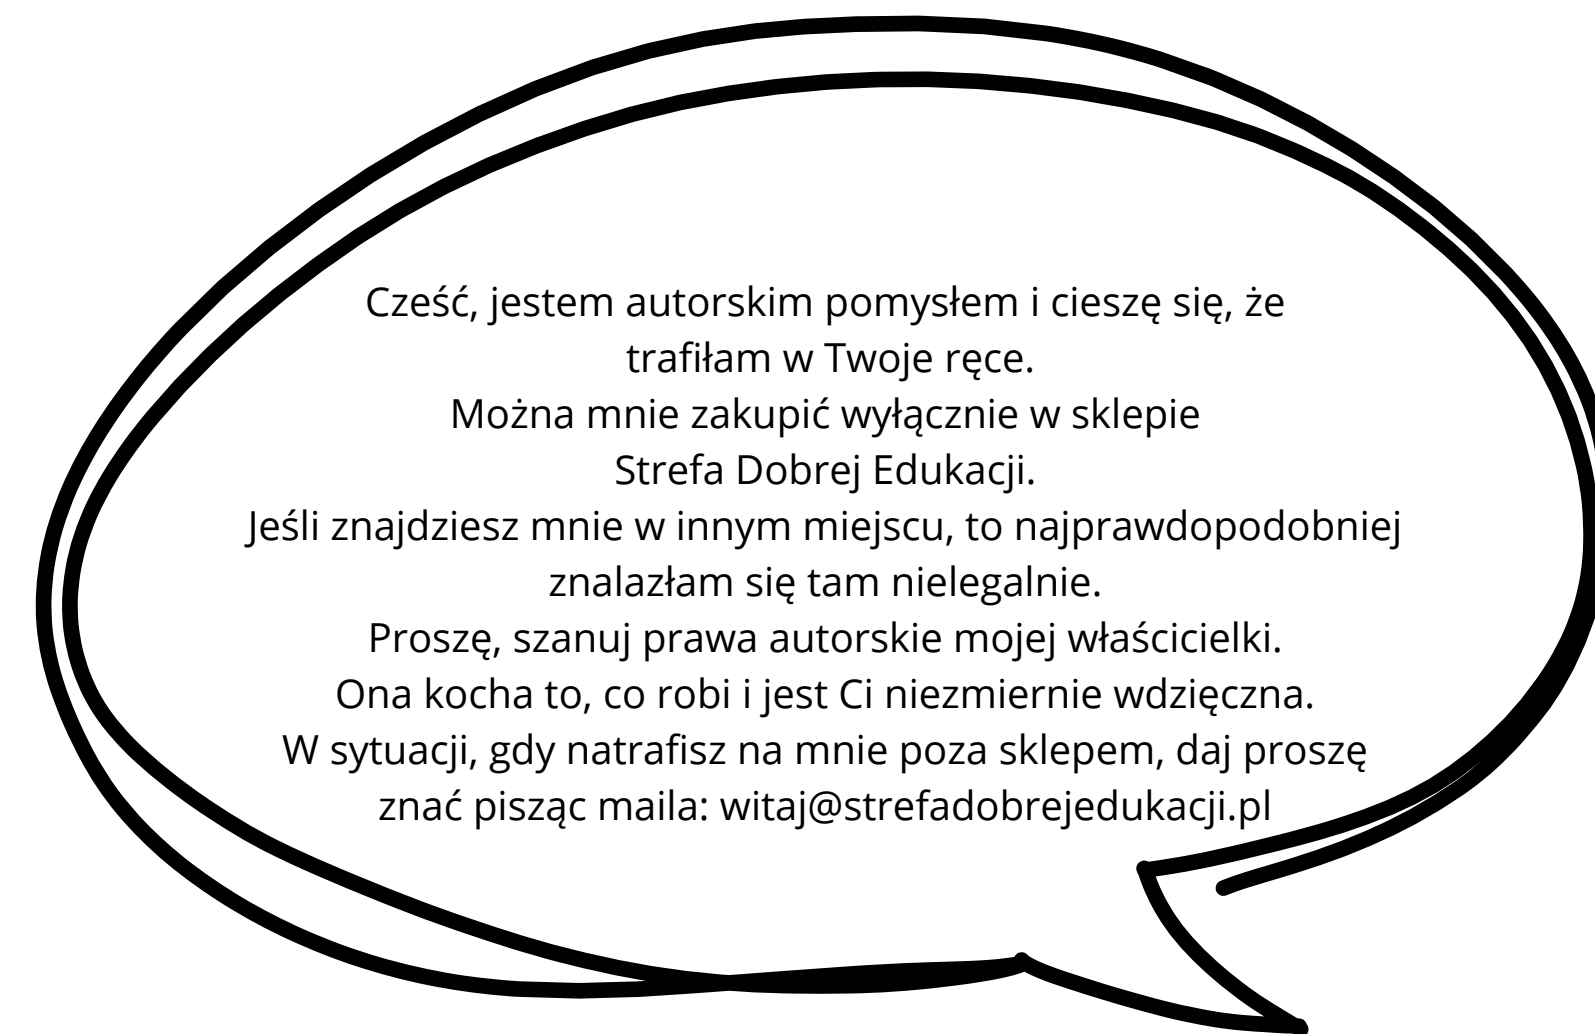 Cześć, jestem autorskim pomysłem i cieszę się, że
trafiłam w Twoje ręce.
Można mnie zakupić wyłącznie w sklepie
Strefa Dobrej Edukacji.
Jeśli znajdziesz mnie w innym miejscu, to najprawdopodobniej
znalazłam się tam nielegalnie.
Proszę, szanuj prawa autorskie mojej właścicielki.
Ona kocha to, co robi i jest Ci niezmiernie wdzięczna.
W sytuacji, gdy natrafisz na mnie poza sklepem, daj proszę
znać pisząc maila: witaj@strefadobrejedukacji.pl